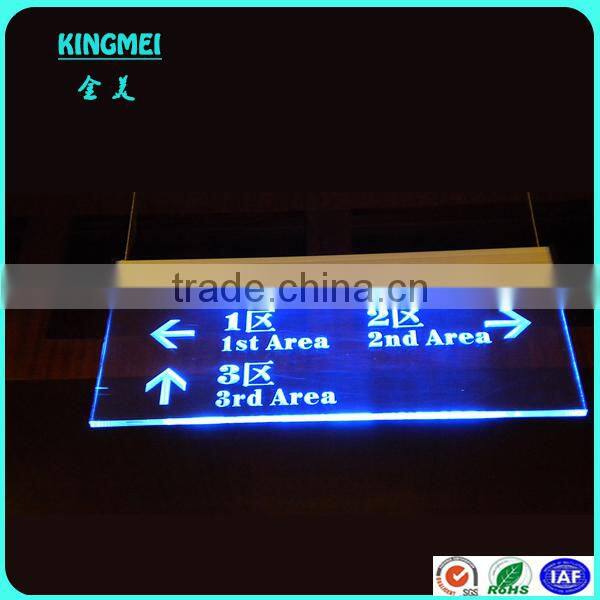 KINGMEI
金美
trade.china.cn
1区 2区
1st Area 2nd Area
3区
3rd Area
RoHS
IAF